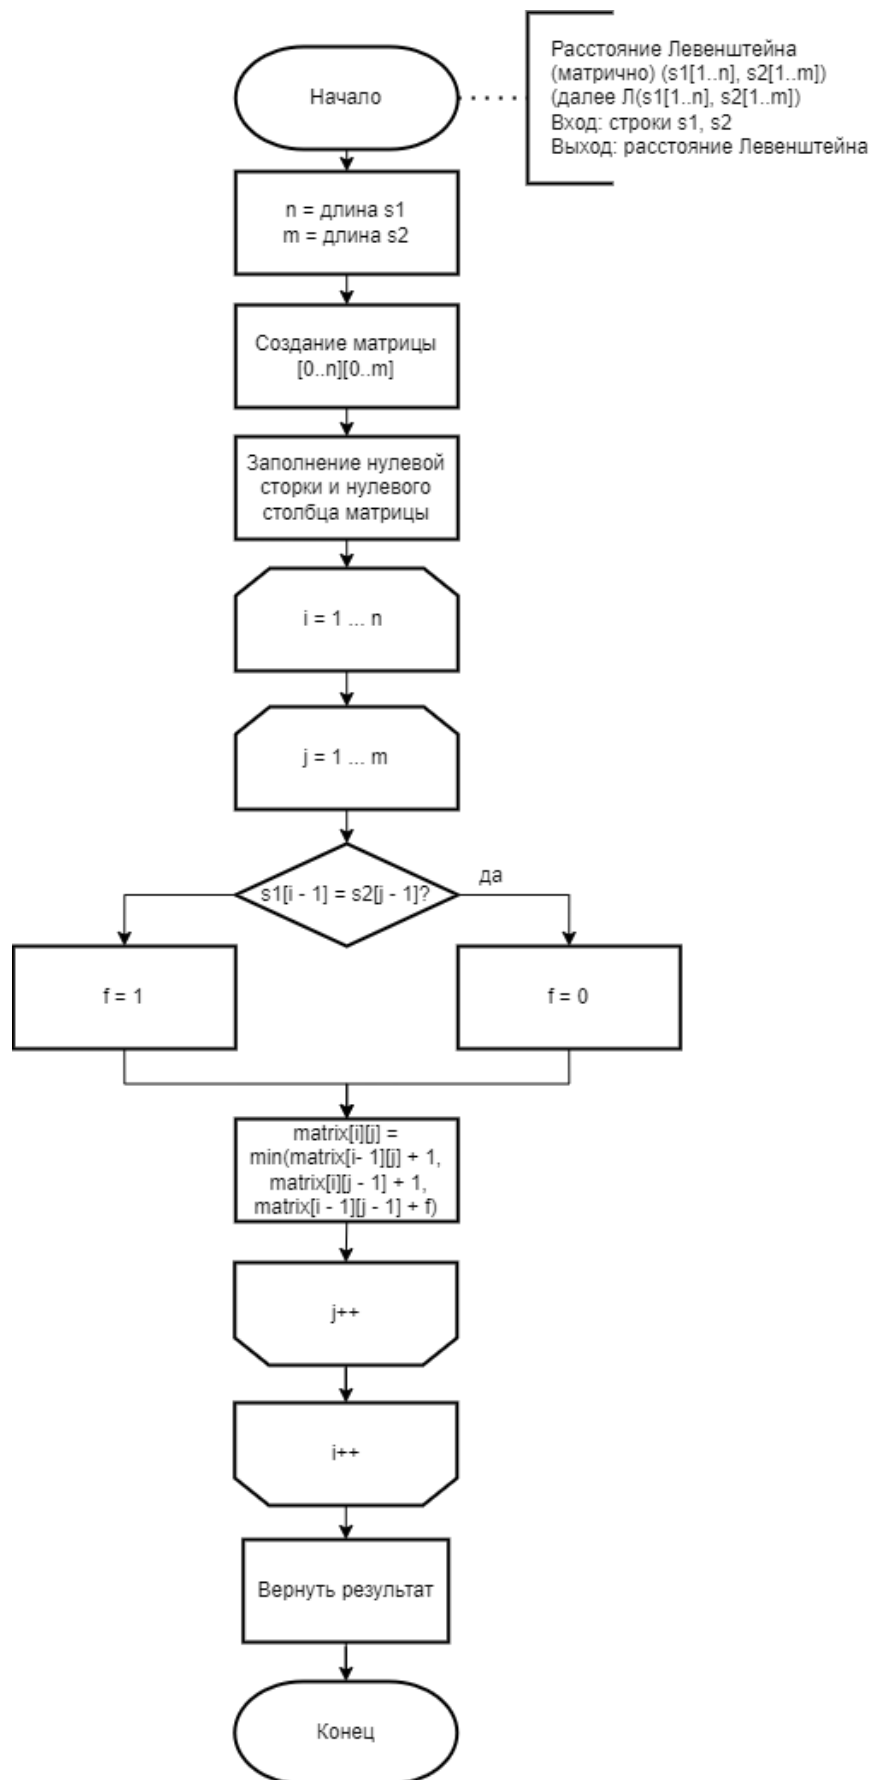 Начало
Расстояние Левенштейна
(матрично) (s1[1..n], s2[1..m])
(далее Л(s1[1..n], s2[1..m])
Вход: строки s1, s2
Выход: расстояние Левенштейна
n = длина s1
m = длина s2
Создание матрицы
[0..n][0..m]
Заполнение нулевой
сторки и нулевого
столбца матрицы
i = 1 ... n
j = 1 ... m
s1[i - 1] = s2[j - 1]?
да
f = 1
f = 0
matrix[i][j] =
min(matrix[i- 1][j] + 1,
matrix[i][j - 1] + 1,
matrix[i - 1][j - 1] + f)
j++
i++
Вернуть результат
Конец